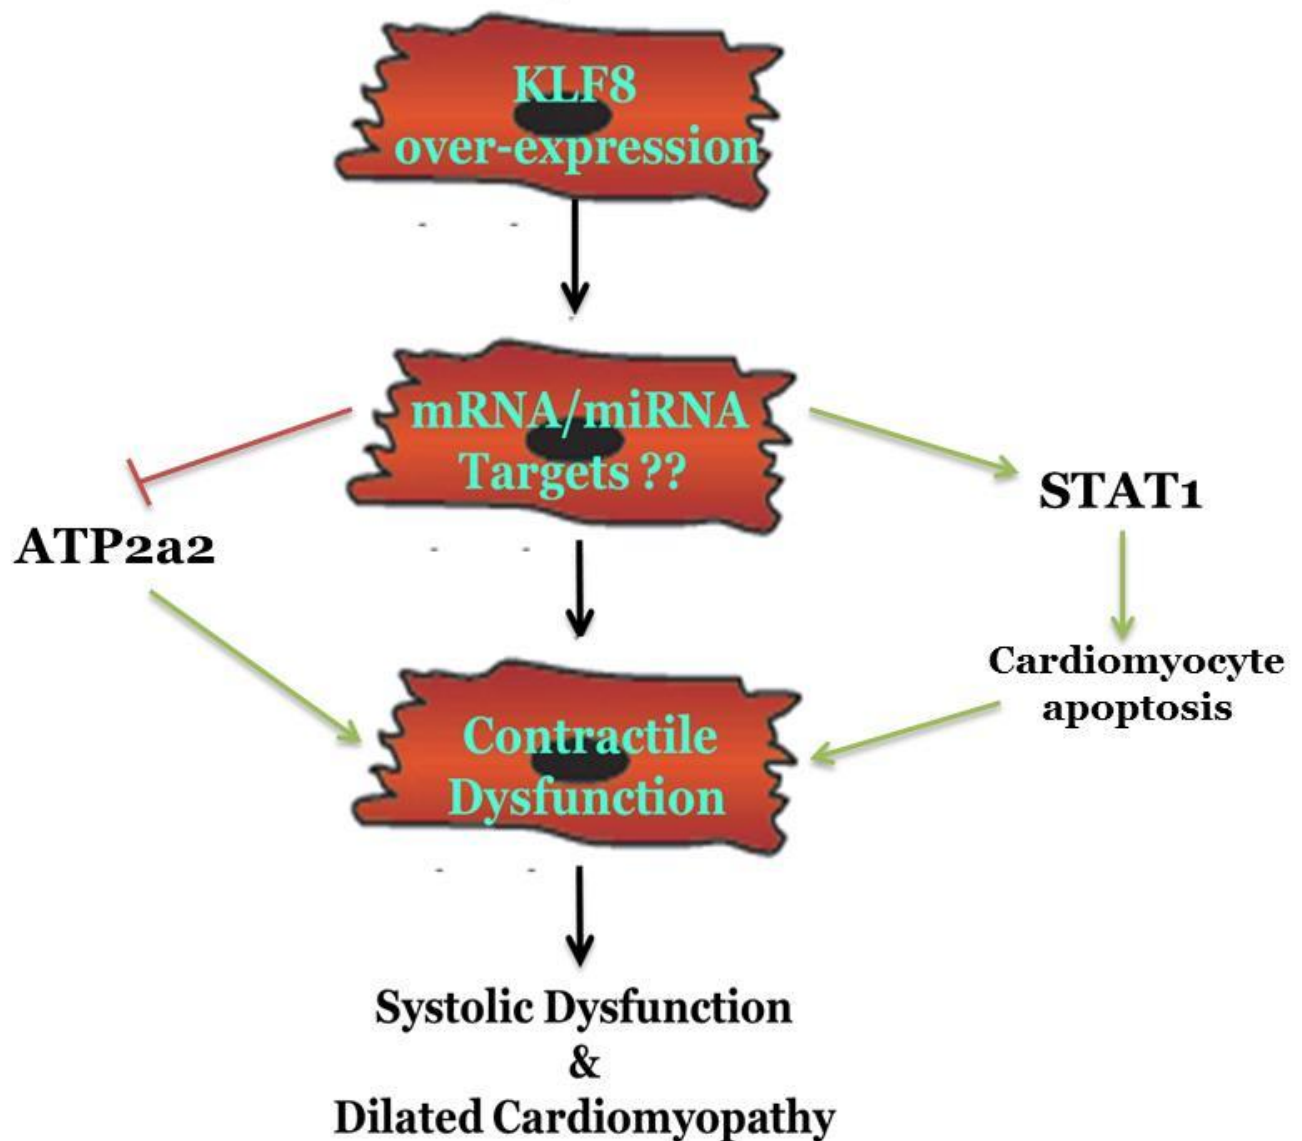 KLF8
over-expression
mRNA/miRNA
Targets ??
ATP2a2
STAT1
Cardiomyocyte
apoptosis
Contractile
Dysfunction
Systolic Dysfunction
&
Dilated Cardiomyopathy